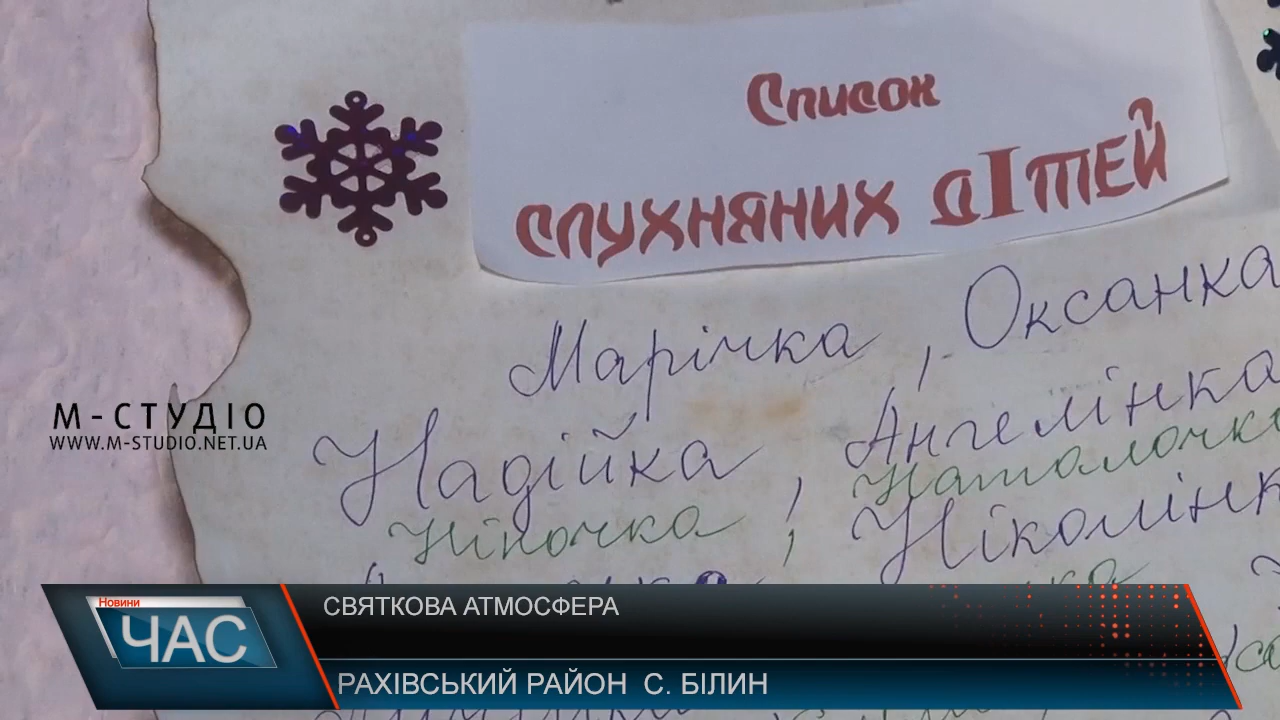 Список
слухняних дІтей
Марічка, Оксанка
Надійка, Ангелінка
Ніночка, Наталочка
Ніколінк
М-СТУДІО
WWW.M-STUDIO.NET.UA
Новини
ЧАС
СВЯТКОВА АТМОСФЕРА
РАХІВСЬКИЙ РАЙОН С. БІЛИН